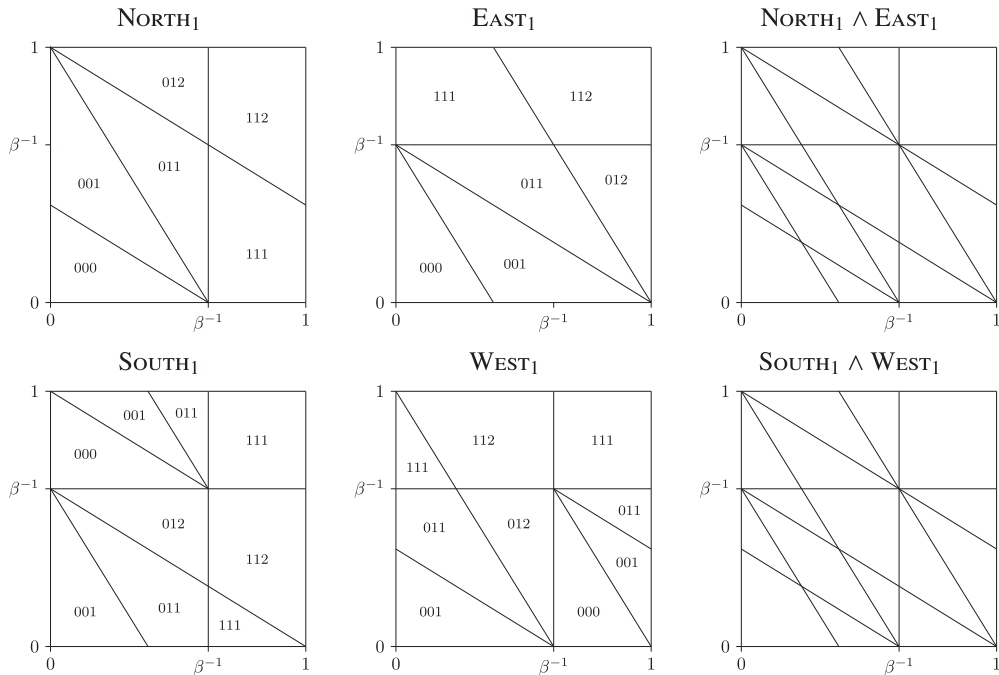 NORTH₁ EAST₁ NORTH₁ ∧ EAST₁
1 1 1
012 111 112
112
β⁻¹ β⁻¹ β⁻¹
011
001 011 012
111
000 000 001
0 0 0
0 β⁻¹ 1 0 β⁻¹ 1 0 β⁻¹ 1
SOUTH₁ WEST₁ SOUTH₁ ∧ WEST₁
1 1 1
001 011
111 112 111
000
111
β⁻¹ β⁻¹ β⁻¹
011
012 011 012
112 001
001 011 001 000
111
0 0 0
0 β⁻¹ 1 0 β⁻¹ 1 0 β⁻¹ 1